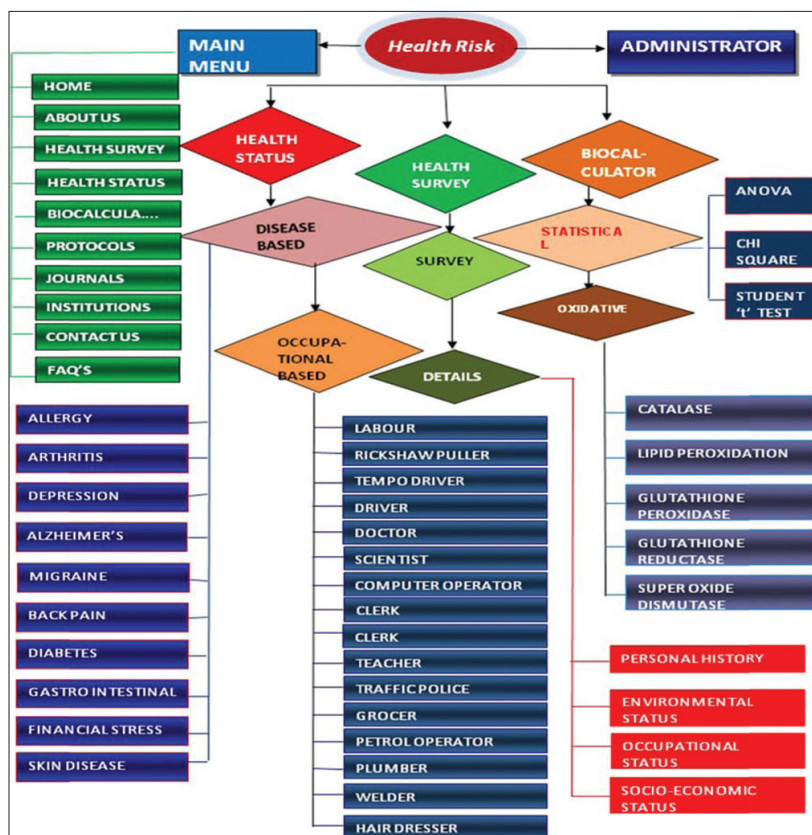 Health Risk
MAIN
MENU
ADMINISTRATOR
HOME
ABOUT US
HEALTH SURVEY
HEALTH STATUS
BIOCALCULA....
PROTOCOLS
JOURNALS
INSTITUTIONS
CONTACT US
FAQ'S
HEALTH
STATUS
HEALTH
SURVEY
BIOCAL-
CULATOR
DISEASE
BASED
SURVEY
STATISTICA
L
ANOVA
CHI
SQUARE
STUDENT
't' TEST
OCCUPA-
TIONAL
BASED
DETAILS
OXIDATIVE
ALLERGY
ARTHRITIS
DEPRESSION
ALZHEIMER'S
MIGRAINE
BACK PAIN
DIABETES
GASTRO INTESTINAL
FINANCIAL STRESS
SKIN DISEASE
LABOUR
RICKSHAW PULLER
TEMPO DRIVER
DRIVER
DOCTOR
SCIENTIST
COMPUTER OPERATOR
CLERK
CLERK
TEACHER
TRAFFIC POLICE
GROCER
PETROL OPERATOR
PLUMBER
WELDER
HAIR DRESSER
CATALASE
LIPID PEROXIDATION
GLUTATHIONE
PEROXIDASE
GLUTATHIONE
REDUCTASE
SUPER OXIDE
DISMUTASE
PERSONAL HISTORY
ENVIRONMENTAL
STATUS
OCCUPATIONAL
STATUS
SOCIO-ECONOMIC
STATUS